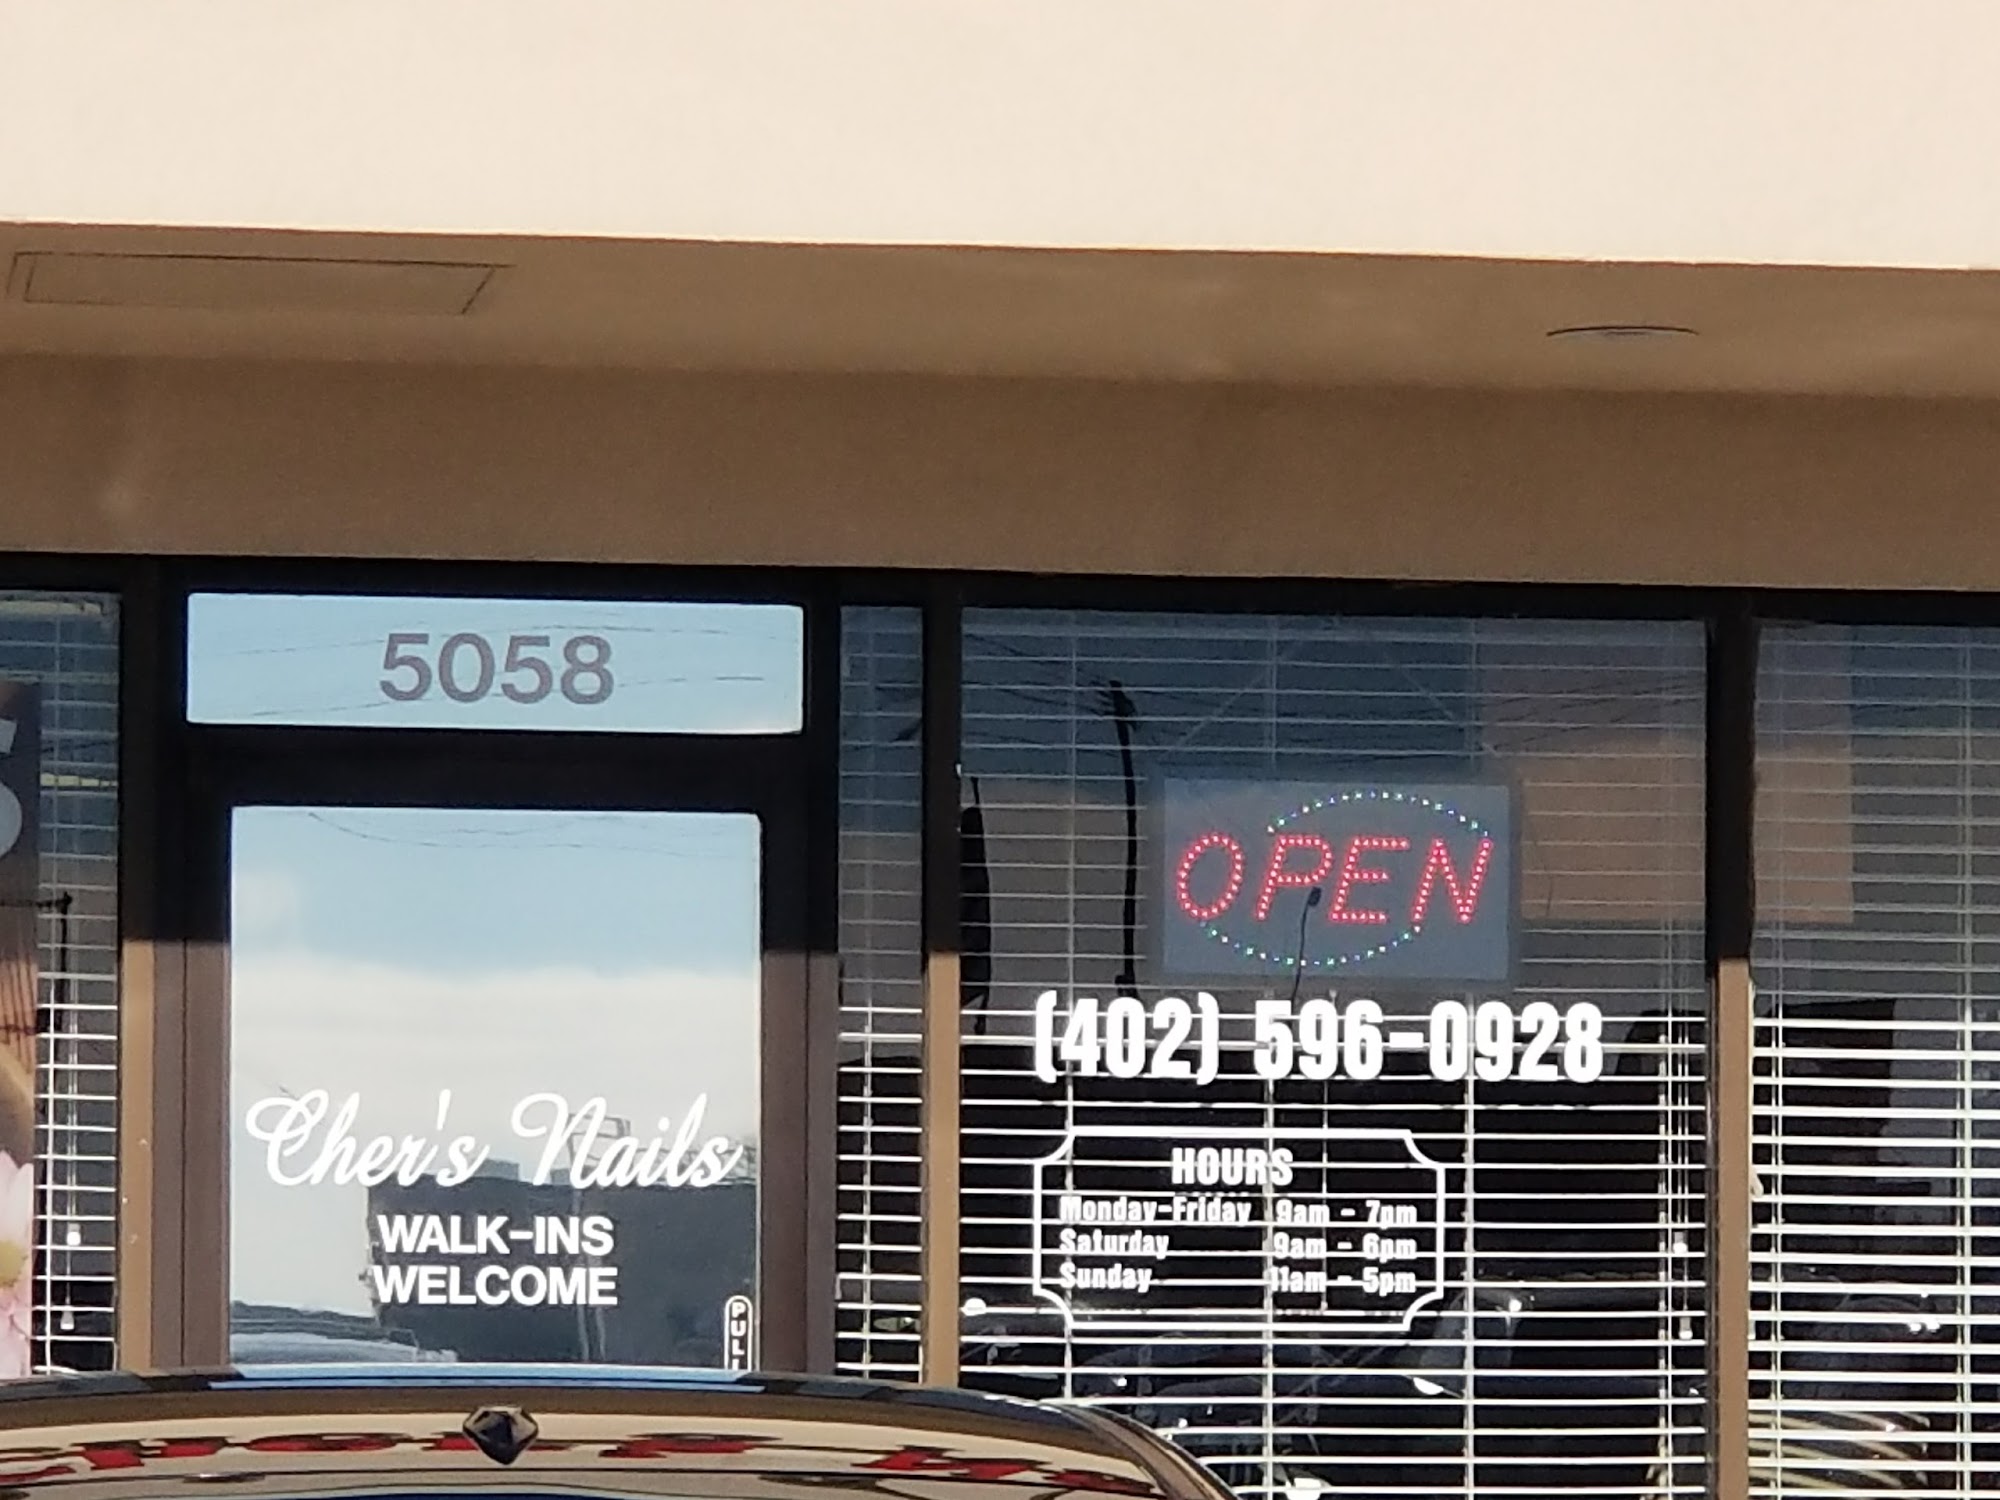 5058
OPEN
(402) 596-0928
Cher's Nails
WALK-INS
WELCOME
PULL
HOURS
Monday-Friday 9am - 7pm
Saturday 9am - 6pm
Sunday 11am - 5pm